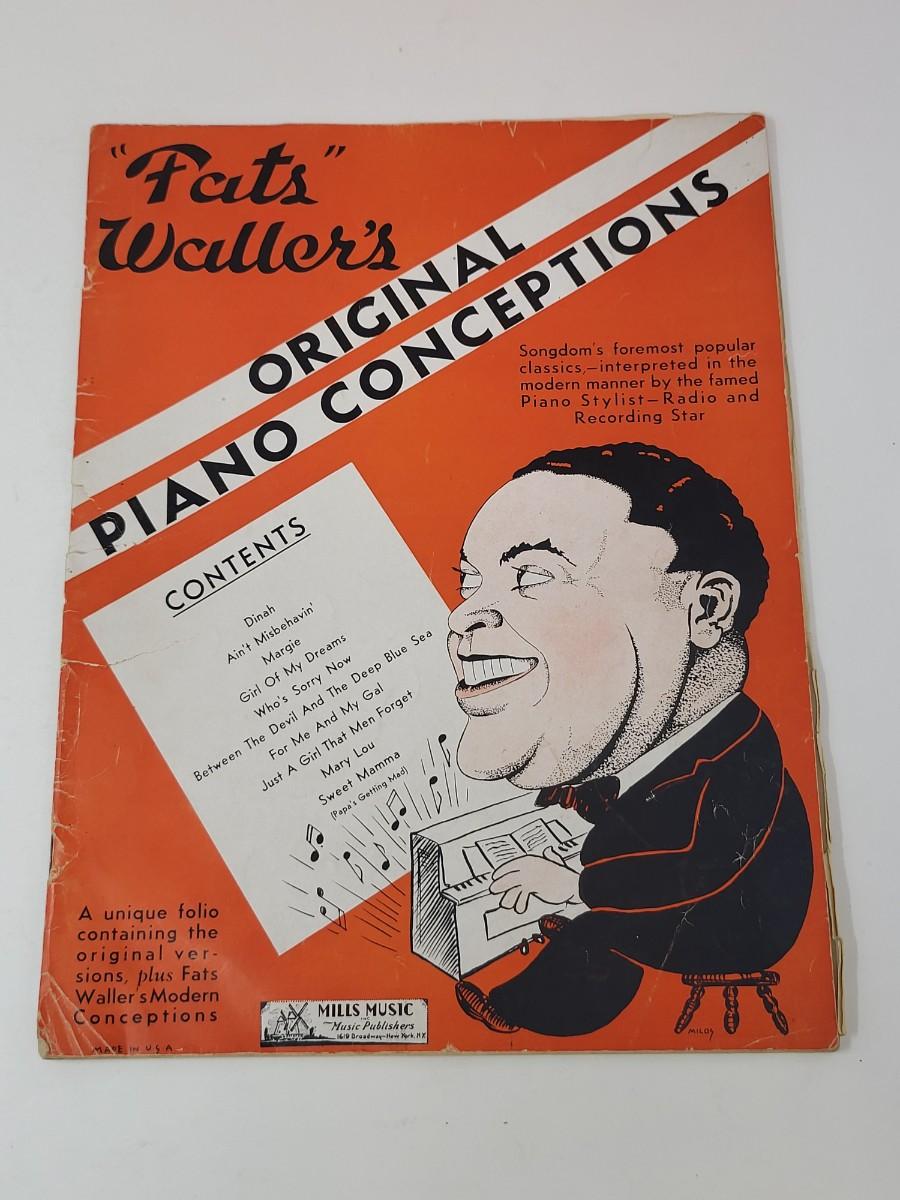 "Fats"
Waller's
ORIGINAL
PIANO CONCEPTIONS
Songdom's foremost popular
classics,—interpreted in the
modern manner by the famed
Piano Stylist—Radio and
Recording Star
CONTENTS
Dinah
Ain't Misbehavin'
Margie
Girl Of My Dreams
Who's Sorry Now
Between The Devil And The Deep Blue Sea
For Me And My Gal
Just A Girl That Men Forget
Mary Lou
Sweet Mamma
(Papa's Getting Mad)
A unique folio
containing the
original ver-
sions, plus Fats
Waller's Modern
Conceptions
MILLS MUSIC
INC
Music Publishers
1619 Broadway—New York, N.Y.
MILOS
MADE IN U S A